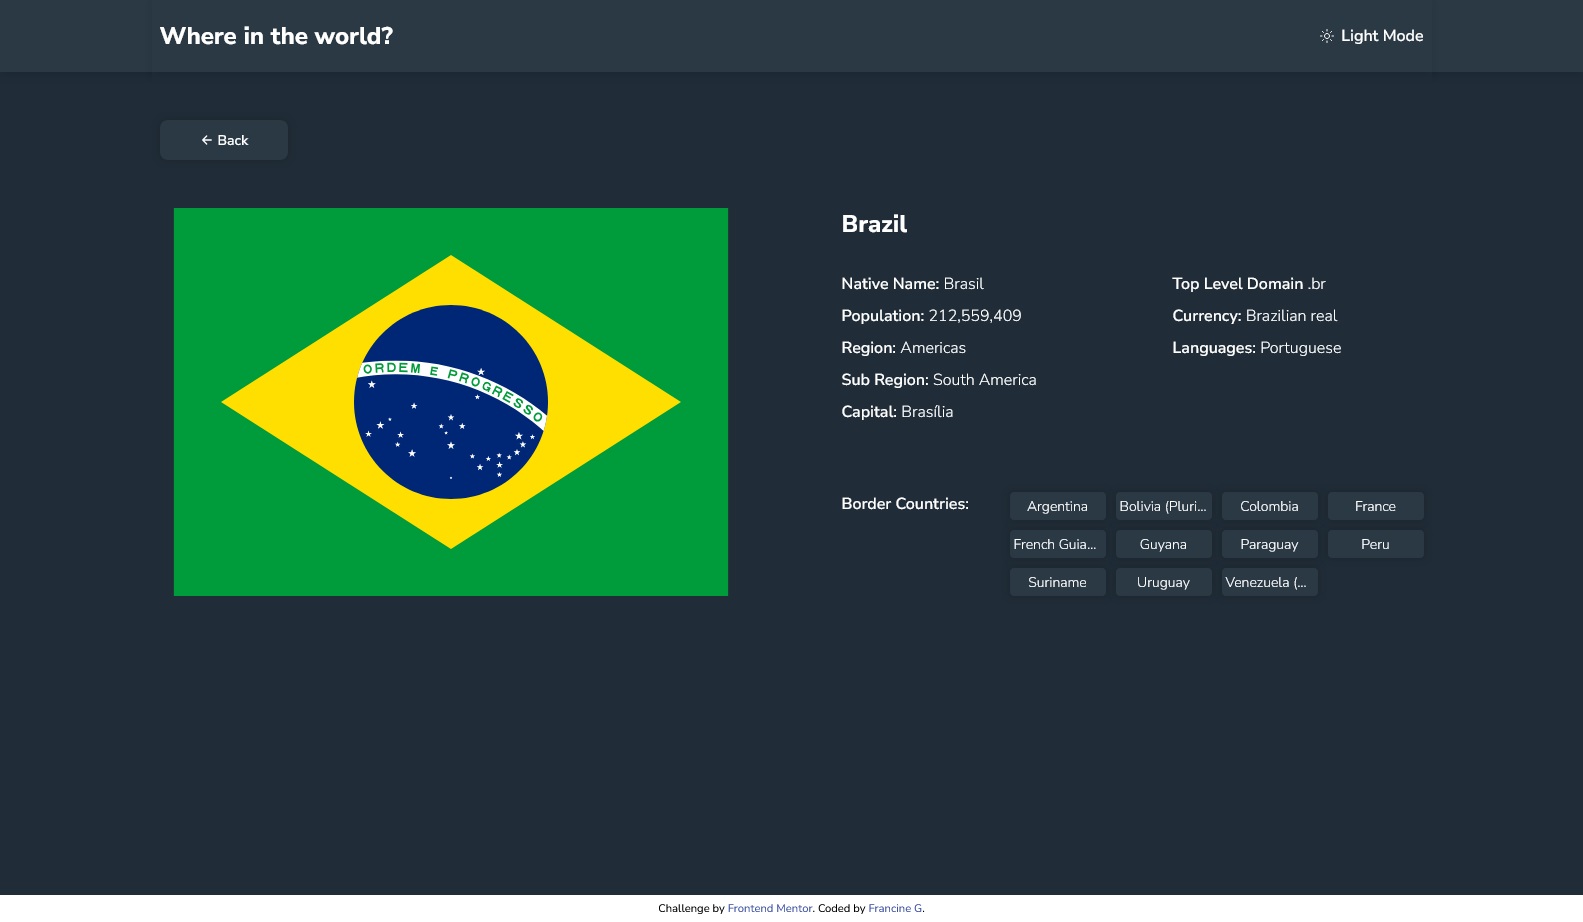 Where in the world?
Light Mode
← Back
ORDEM E PROGRESSO
Brazil
Native Name: Brasil
Population: 212,559,409
Region: Americas
Sub Region: South America
Capital: Brasília
Top Level Domain .br
Currency: Brazilian real
Languages: Portuguese
Border Countries:
Argentina
Bolivia (Pluri...
Colombia
France
French Guia...
Guyana
Paraguay
Peru
Suriname
Uruguay
Venezuela (...
Challenge by Frontend Mentor. Coded by Francine G.